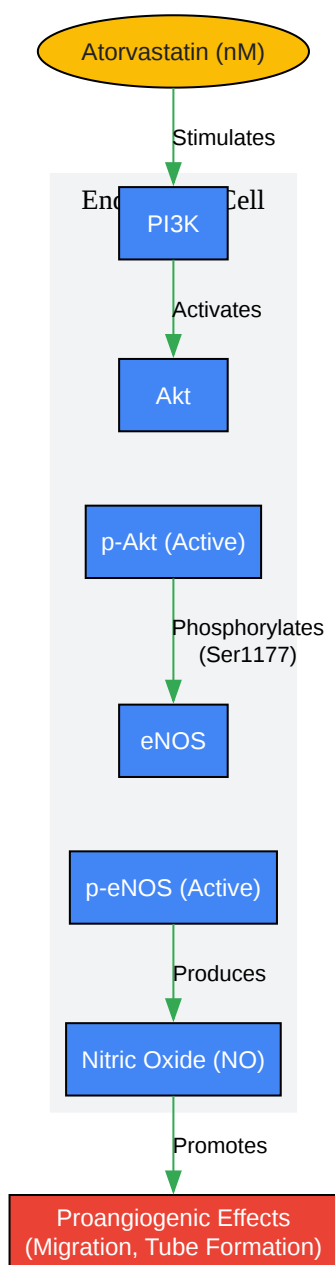 Atorvastatin (nM)
Stimulates
Cell
PI3K
Activates
Akt
p-Akt (Active)
Phosphorylates
(Ser1177)
eNOS
p-eNOS (Active)
Produces
Nitric Oxide (NO)
Promotes
Proangiogenic Effects
(Migration, Tube Formation)